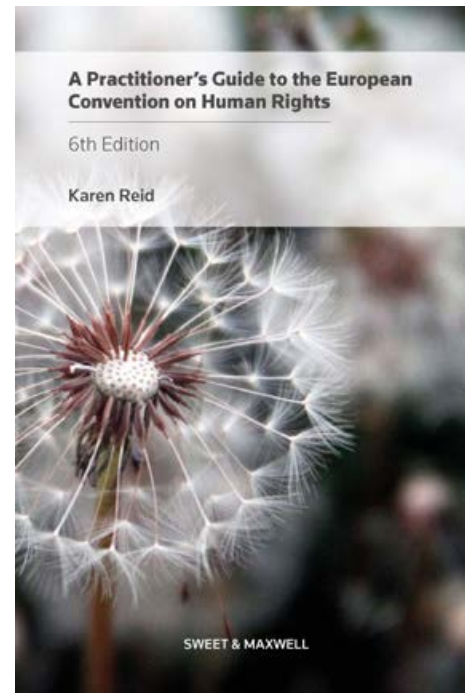 A Practitioner's Guide to the European
Convention on Human Rights
6th Edition
Karen Reid
SWEET & MAXWELL